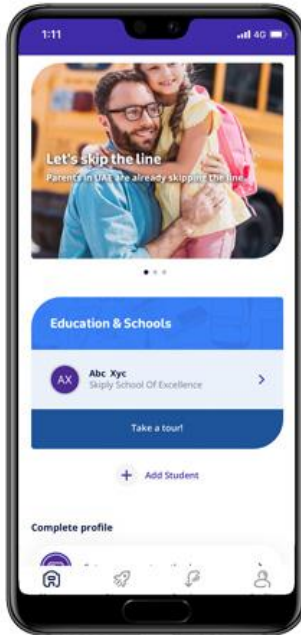 1:11
4G
Let's skip the line
Parents in UAE are already skipping the line
Education & Schools
AX
Abc Xyc
Skiply School Of Excellence
Take a tour!
+ Add Student
Complete profile